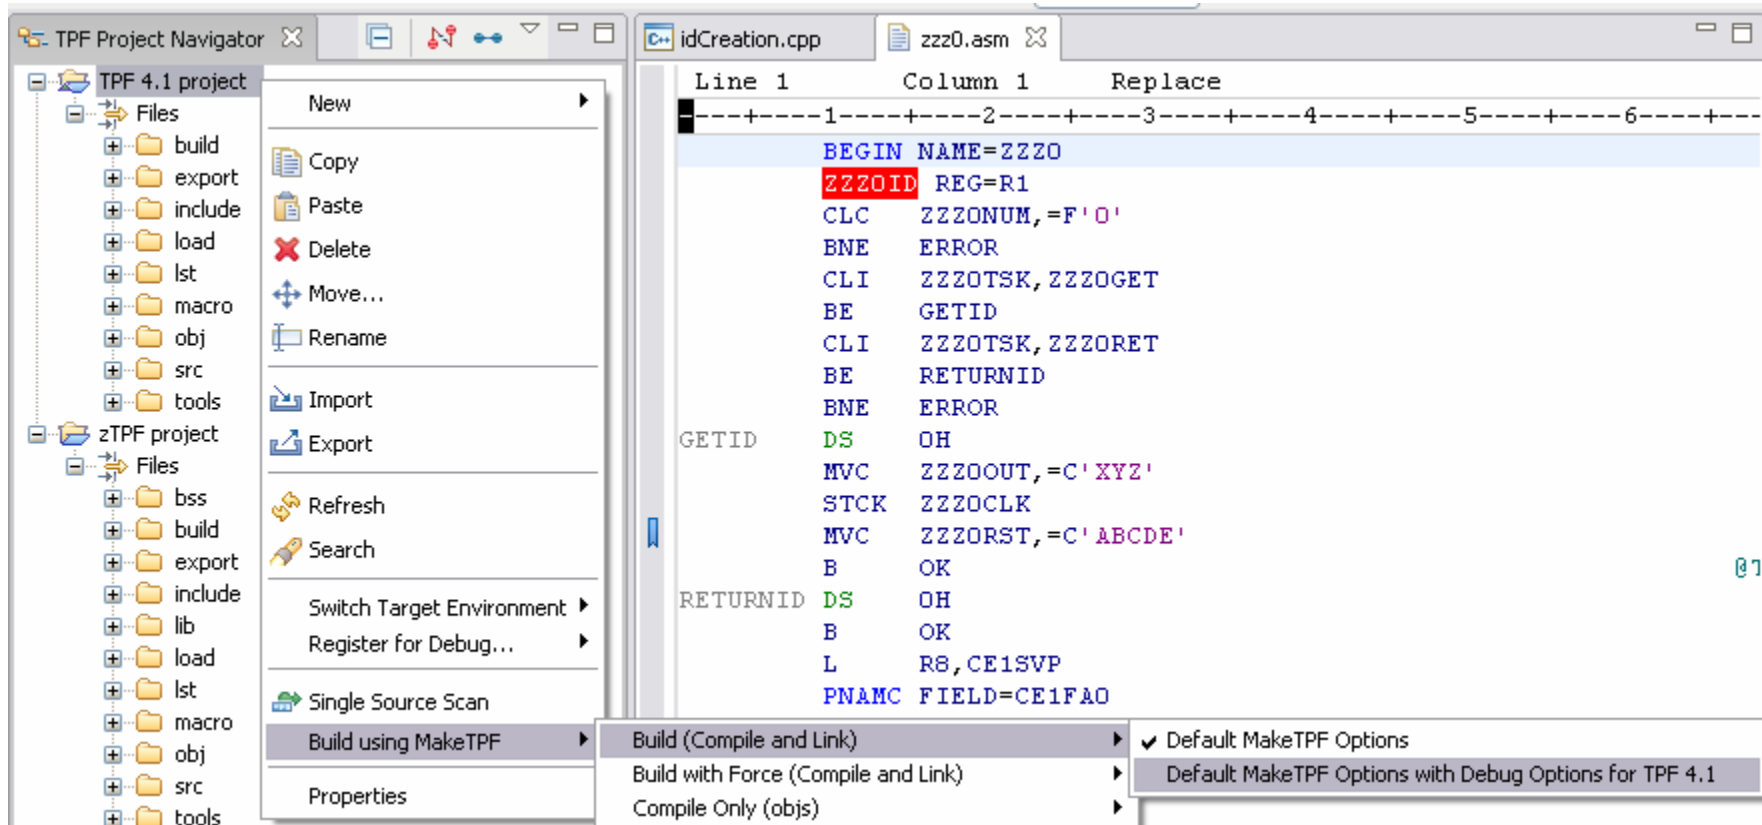 TPF Project Navigator
TPF 4.1 project
Files
build
export
include
load
lst
macro
obj
src
tools
zTPF project
Files
bss
build
export
include
lib
load
lst
macro
obj
src
tools
New
Copy
Paste
Delete
Move...
Rename
Import
Export
Refresh
Search
Switch Target Environment
Register for Debug...
Single Source Scan
Build using MakeTPF
Properties
Build (Compile and Link)
Build with Force (Compile and Link)
Compile Only (objs)
Default MakeTPF Options
Default MakeTPF Options with Debug Options for TPF 4.1
C++ idCreation.cpp zzz0.asm
Line 1 Column 1 Replace
----+----1----+----2----+----3----+----4----+----5----+----6----+---
BEGIN NAME=ZZZ0
ZZZ0ID REG=R1
CLC ZZZ0NUM,=F'0'
BNE ERROR
CLI ZZZ0TSK,ZZZ0GET
BE GETID
CLI ZZZ0TSK,ZZZ0RET
BE RETURNID
BNE ERROR
GETID DS 0H
MVC ZZZ0OUT,=C'XYZ'
STCK ZZZ0CLK
MVC ZZZ0RST,=C'ABCDE'
B OK
RETURNID DS 0H
B OK
L R8,CE1SVP
PNAMC FIELD=CE1FA0